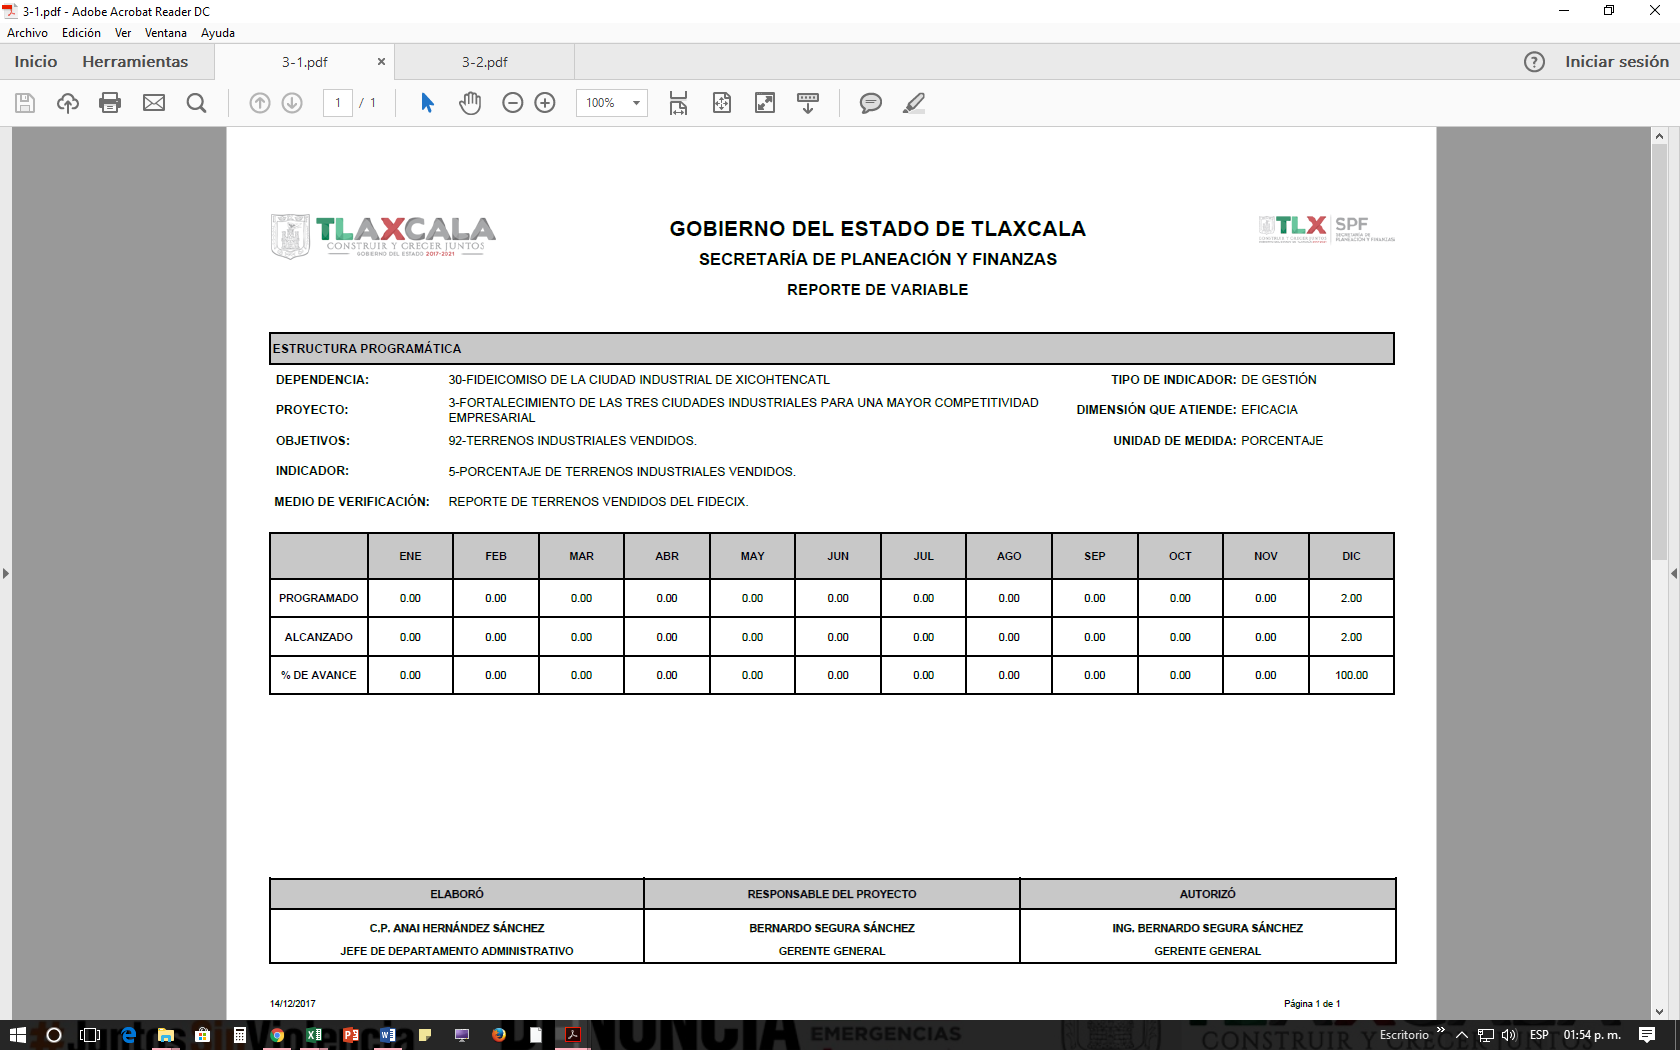 3-1.pdf - Adobe Acrobat Reader DC
Archivo Edición Ver Ventana Ayuda
Inicio Herramientas 3-1.pdf × 3-2.pdf ? Iniciar sesión
1 / 1 100%
TLAXCALA
CONSTRUIR Y CRECER JUNTOS
GOBIERNO DEL ESTADO 2017-2021
GOBIERNO DEL ESTADO DE TLAXCALA
SECRETARÍA DE PLANEACIÓN Y FINANZAS
REPORTE DE VARIABLE
TLX SPF
SECRETARÍA DE
PLANEACIÓN Y FINANZAS
ESTRUCTURA PROGRAMÁTICA
DEPENDENCIA: 30-FIDEICOMISO DE LA CIUDAD INDUSTRIAL DE XICOHTENCATL TIPO DE INDICADOR: DE GESTIÓN
PROYECTO: 3-FORTALECIMIENTO DE LAS TRES CIUDADES INDUSTRIALES PARA UNA MAYOR COMPETITIVIDAD
EMPRESARIAL DIMENSIÓN QUE ATIENDE: EFICACIA
OBJETIVOS: 92-TERRENOS INDUSTRIALES VENDIDOS. UNIDAD DE MEDIDA: PORCENTAJE
INDICADOR: 5-PORCENTAJE DE TERRENOS INDUSTRIALES VENDIDOS.
MEDIO DE VERIFICACIÓN: REPORTE DE TERRENOS VENDIDOS DEL FIDECIX.
ENE FEB MAR ABR MAY JUN JUL AGO SEP OCT NOV DIC
PROGRAMADO 0.00 0.00 0.00 0.00 0.00 0.00 0.00 0.00 0.00 0.00 0.00 2.00
ALCANZADO 0.00 0.00 0.00 0.00 0.00 0.00 0.00 0.00 0.00 0.00 0.00 2.00
% DE AVANCE 0.00 0.00 0.00 0.00 0.00 0.00 0.00 0.00 0.00 0.00 0.00 100.00
ELABORÓ RESPONSABLE DEL PROYECTO AUTORIZÓ
C.P. ANAI HERNÁNDEZ SÁNCHEZ BERNARDO SEGURA SÁNCHEZ ING. BERNARDO SEGURA SÁNCHEZ
JEFE DE DEPARTAMENTO ADMINISTRATIVO GERENTE GENERAL GERENTE GENERAL
14/12/2017 Página 1 de 1
EMERGENCIAS
Escritorio » ESP 01:54 p. m.